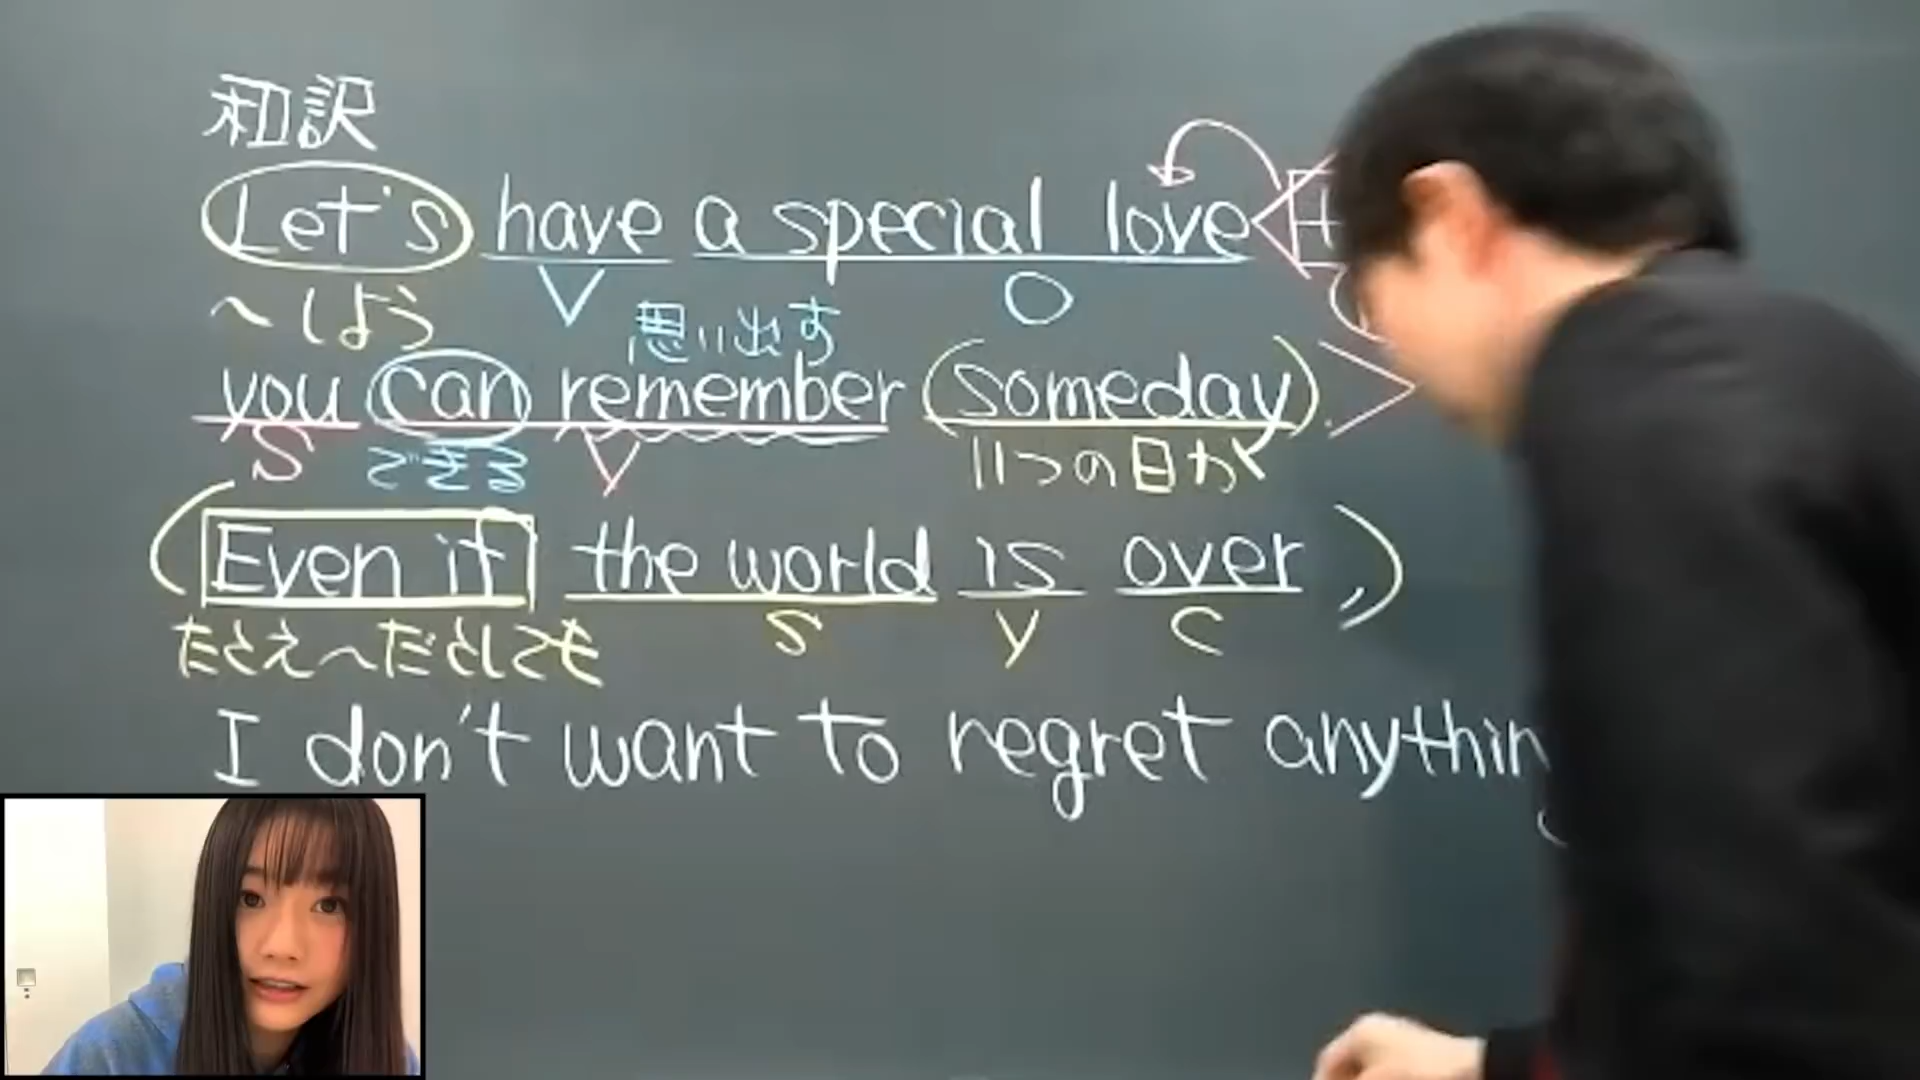 和訳
Let's have a special love
〜しよう V 思い出す O
you can remember (someday).
S できる V いつの日か
(Even if the world is over,)
たとえ〜だとしても S V C
I don't want to regret anything